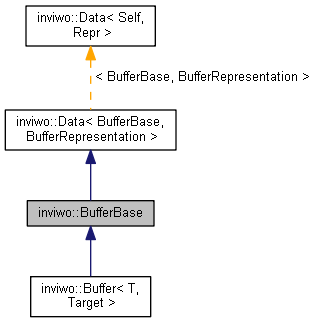 inviwo::Data< Self,
Repr >
< BufferBase, BufferRepresentation >
inviwo::Data< BufferBase,
BufferRepresentation >
inviwo::BufferBase
inviwo::Buffer< T,
Target >